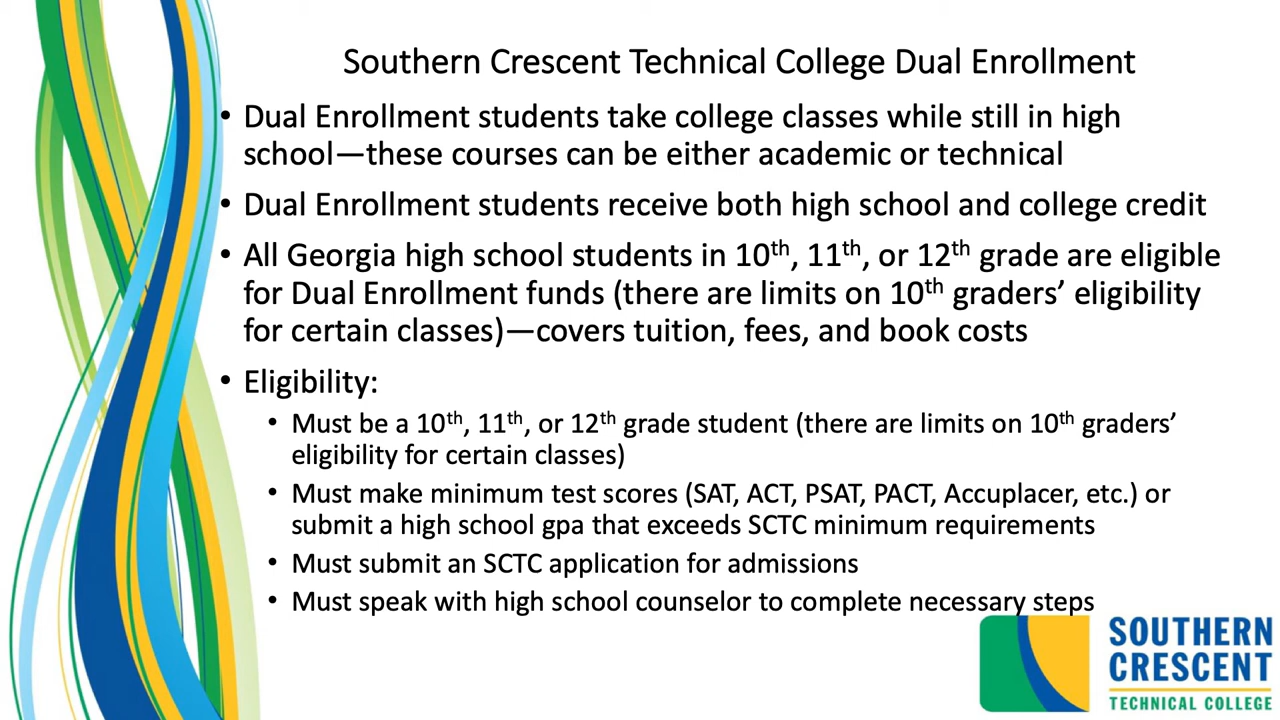 Southern Crescent Technical College Dual Enrollment
• Dual Enrollment students take college classes while still in high
school—these courses can be either academic or technical
• Dual Enrollment students receive both high school and college credit
• All Georgia high school students in 10th, 11th, or 12th grade are eligible
for Dual Enrollment funds (there are limits on 10th graders’ eligibility
for certain classes)—covers tuition, fees, and book costs
• Eligibility:
• Must be a 10th, 11th, or 12th grade student (there are limits on 10th graders’
eligibility for certain classes)
• Must make minimum test scores (SAT, ACT, PSAT, PACT, Accuplacer, etc.) or
submit a high school gpa that exceeds SCTC minimum requirements
• Must submit an SCTC application for admissions
• Must speak with high school counselor to complete necessary steps
SOUTHERN
CRESCENT
TECHNICAL COLLEGE